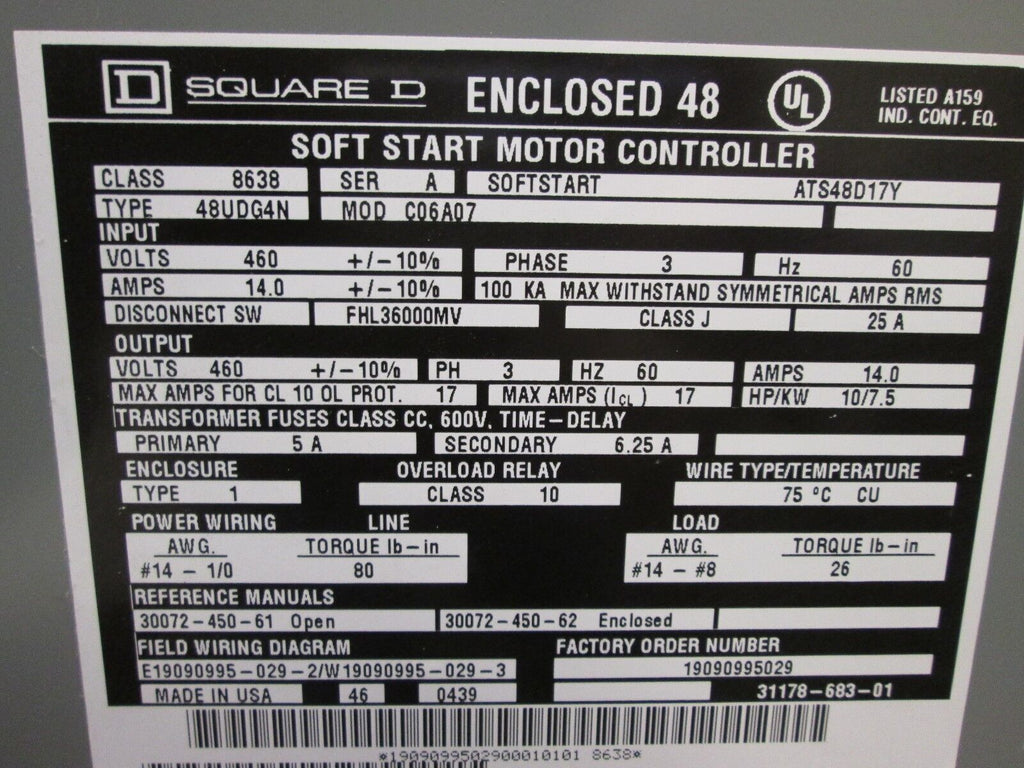 D SQUARE D ENCLOSED 48 UL LISTED A159
IND. CONT. EQ.
SOFT START MOTOR CONTROLLER
CLASS 8638 SER A SOFTSTART ATS48D17Y
TYPE 48UDG4N MOD C06A07
INPUT
VOLTS 460 +/-10% PHASE 3 Hz 60
AMPS 14.0 +/-10% 100 KA MAX WITHSTAND SYMMETRICAL AMPS RMS
DISCONNECT SW FHL36000MV CLASS J 25 A
OUTPUT
VOLTS 460 +/-10% PH 3 HZ 60 AMPS 14.0
MAX AMPS FOR CL 10 OL PROT. 17 MAX AMPS (ICL) 17 HP/KW 10/7.5
TRANSFORMER FUSES CLASS CC, 600V, TIME-DELAY
PRIMARY 5 A SECONDARY 6.25 A
ENCLOSURE OVERLOAD RELAY WIRE TYPE/TEMPERATURE
TYPE 1 CLASS 10 75 °C CU
POWER WIRING LINE LOAD
AWG. TORQUE lb-in AWG. TORQUE lb-in
#14 - 1/0 80 #14 - #8 26
REFERENCE MANUALS
30072-450-61 Open 30072-450-62 Enclosed
FIELD WIRING DIAGRAM FACTORY ORDER NUMBER
E19090995-029-2/W19090995-029-3 19090995029
MADE IN USA 46 0439 31178-683-01
*1909099502900010101 8638*